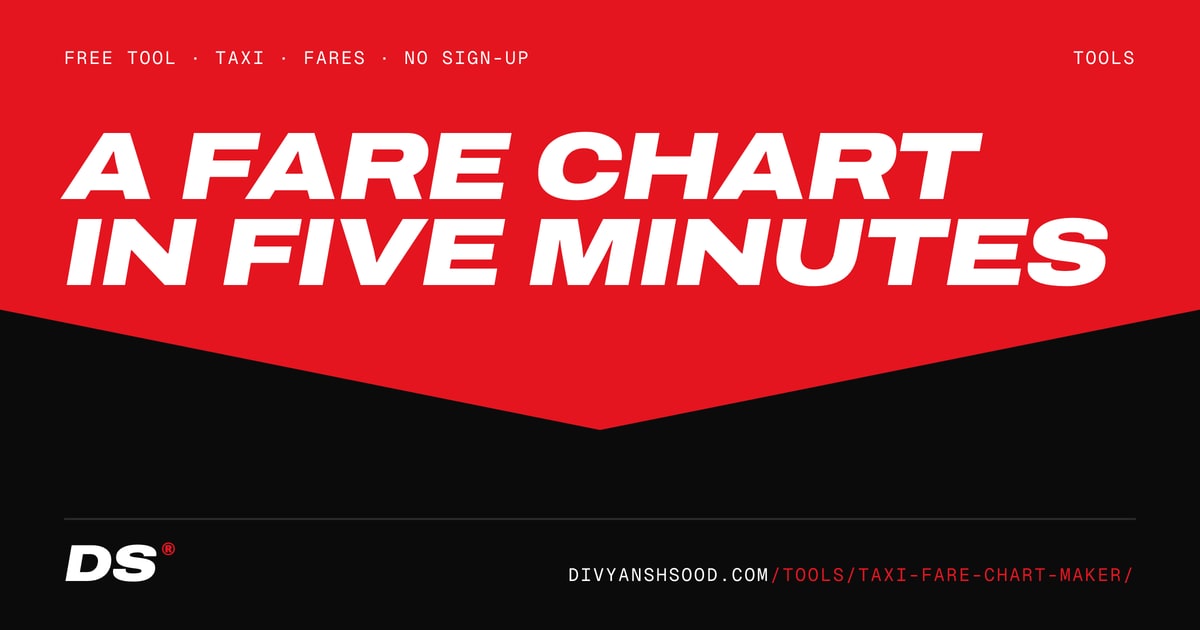 FREE TOOL · TAXI · FARES · NO SIGN-UP
TOOLS
A FARE CHART
IN FIVE MINUTES
DS®
DIVYANSHSOOD.COM/TOOLS/TAXI-FARE-CHART-MAKER/